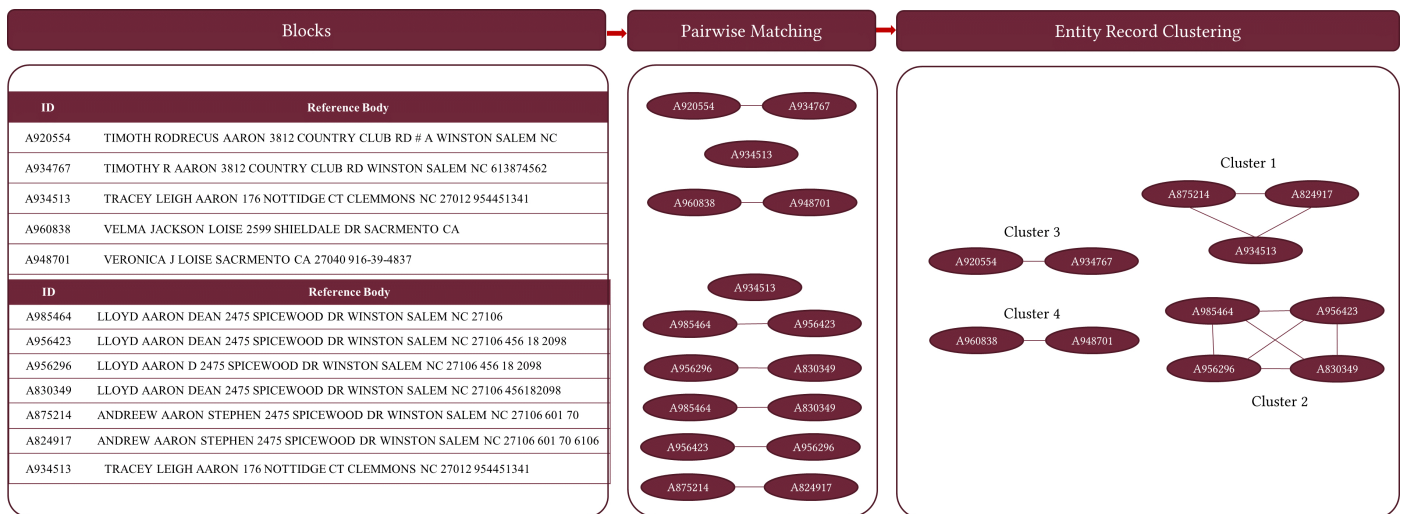 Blocks
Pairwise Matching
Entity Record Clustering
ID Reference Body
A920554 TIMOTH RODRECUS AARON 3812 COUNTRY CLUB RD # A WINSTON SALEM NC
A934767 TIMOTHY R AARON 3812 COUNTRY CLUB RD WINSTON SALEM NC 613874562
A934513 TRACEY LEIGH AARON 176 NOTTIDGE CT CLEMMONS NC 27012 954451341
A960838 VELMA JACKSON LOISE 2599 SHIELDALE DR SACRMENTO CA
A948701 VERONICA J LOISE SACRMENTO CA 27040 916-39-4837
ID Reference Body
A985464 LLOYD AARON DEAN 2475 SPICEWOOD DR WINSTON SALEM NC 27106
A956423 LLOYD AARON DEAN 2475 SPICEWOOD DR WINSTON SALEM NC 27106 456 18 2098
A956296 LLOYD AARON D 2475 SPICEWOOD DR WINSTON SALEM NC 27106 456 18 2098
A830349 LLOYD AARON DEAN 2475 SPICEWOOD DR WINSTON SALEM NC 27106 456182098
A875214 ANDREEW AARON STEPHEN 2475 SPICEWOOD DR WINSTON SALEM NC 27106 601 70
A824917 ANDREW AARON STEPHEN 2475 SPICEWOOD DR WINSTON SALEM NC 27106 601 70 6106
A934513 TRACEY LEIGH AARON 176 NOTTIDGE CT CLEMMONS NC 27012 954451341
A920554 A934767
A934513
A960838 A948701
A934513
A985464 A956423
A956296 A830349
A985464 A830349
A956423 A956296
A875214 A824917
Cluster 1
A875214 A824917
A934513
Cluster 3
A920554 A934767
Cluster 4
A960838 A948701
A985464 A956423
A956296 A830349
Cluster 2